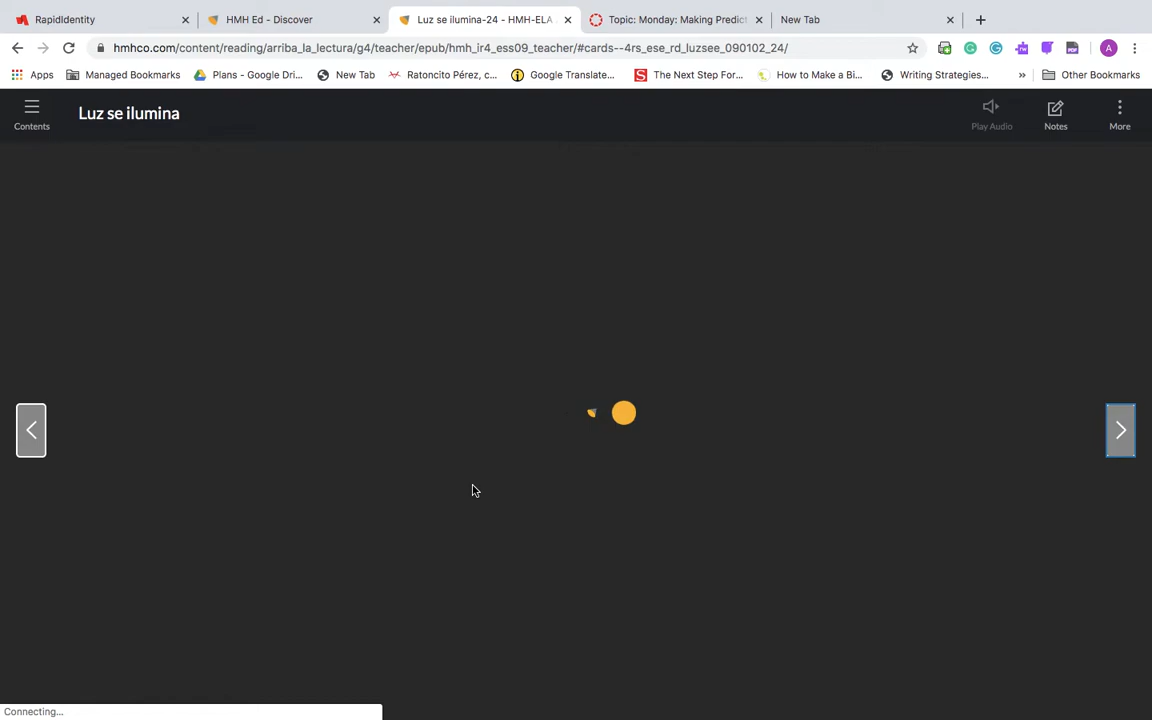 RapidIdentity
HMH Ed - Discover
Luz se ilumina-24 - HMH-ELA
Topic: Monday: Making Predict
New Tab
hmhco.com/content/reading/arriba_la_lectura/g4/teacher/epub/hmh_ir4_ess09_teacher/#cards--4rs_ese_rd_luzsee_090102_24/
A
Apps
Managed Bookmarks
Plans - Google Dri...
New Tab
Ratoncito Pérez, c...
Google Translate...
The Next Step For...
How to Make a Bi...
Writing Strategies...
»
Other Bookmarks
Contents
Luz se ilumina
Play Audio
Notes
More
Connecting...